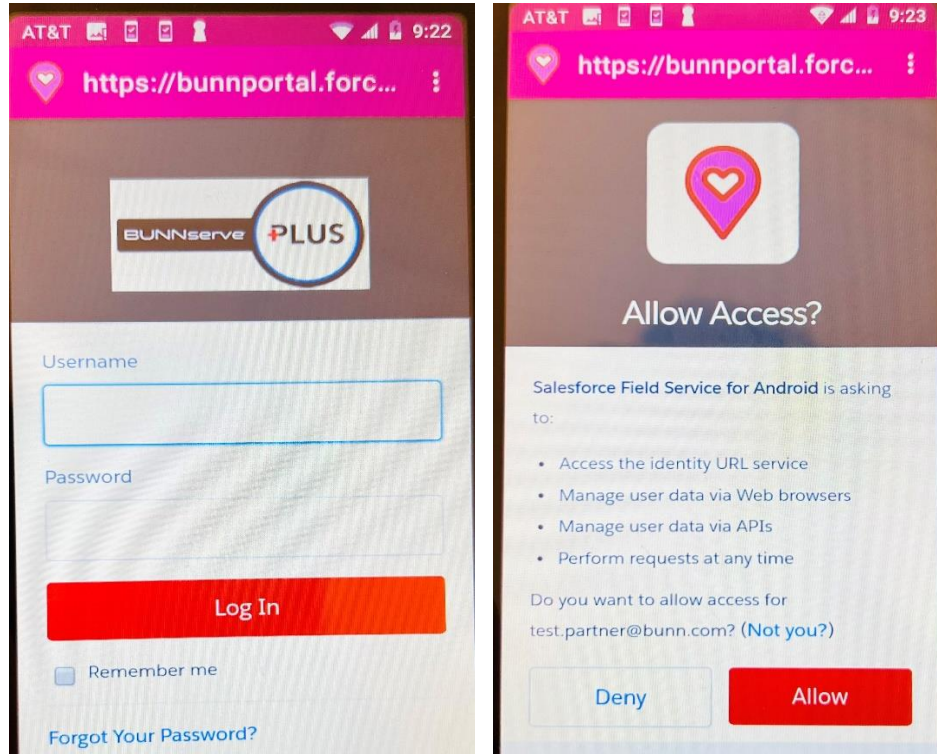 AT&T 9:22
https://bunnportal.forc...
BUNNserve PLUS
Username
Password
Log In
Remember me
Forgot Your Password?
AT&T 9:23
https://bunnportal.forc...
Allow Access?
Salesforce Field Service for Android is asking
to:
• Access the identity URL service
• Manage user data via Web browsers
• Manage user data via APIs
• Perform requests at any time
Do you want to allow access for
test.partner@bunn.com? (Not you?)
Deny Allow